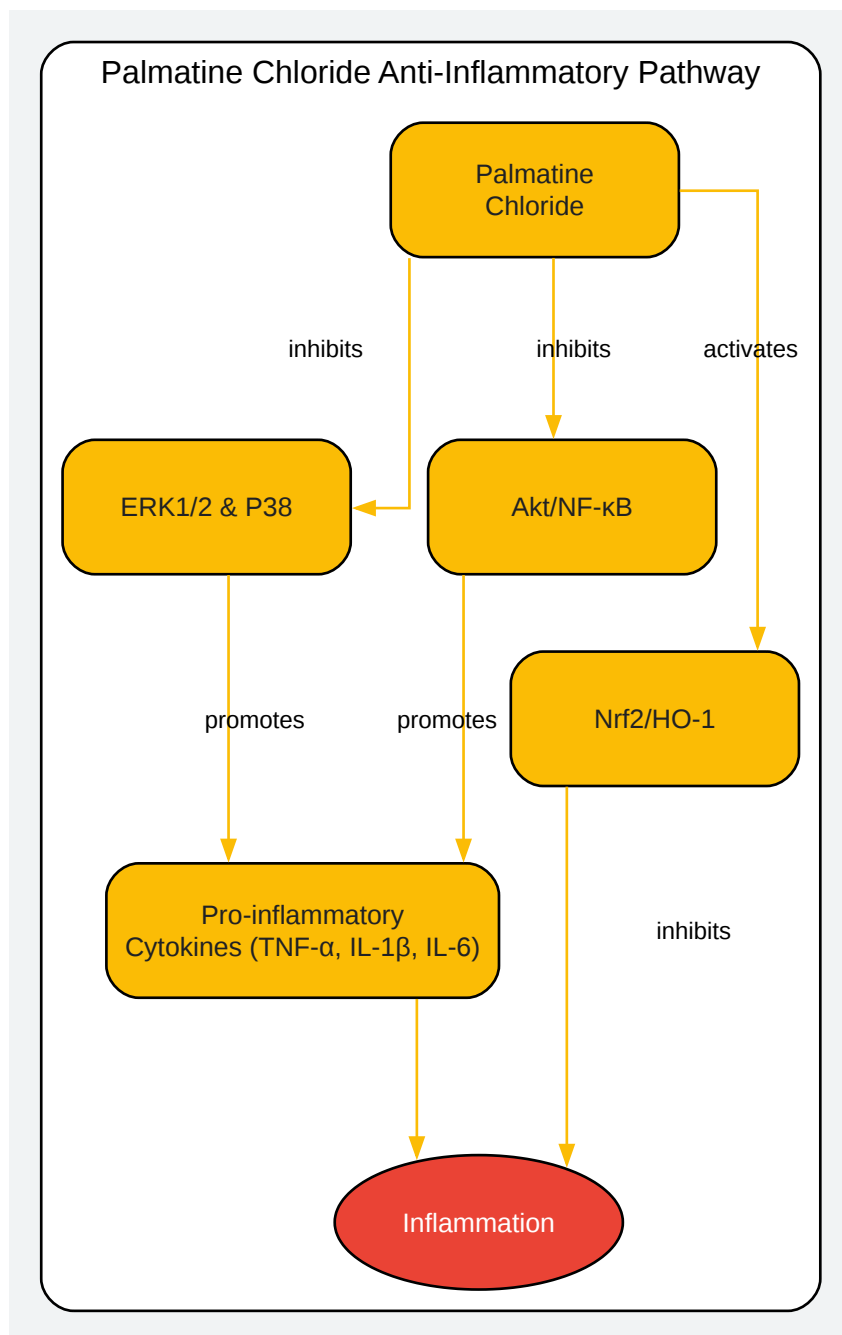 Palmatine Chloride Anti-Inflammatory Pathway
Palmatine
Chloride
inhibits
inhibits
activates
ERK1/2 & P38
Akt/NF-κB
Nrf2/HO-1
promotes
promotes
Pro-inflammatory
Cytokines (TNF-α, IL-1β, IL-6)
inhibits
Inflammation